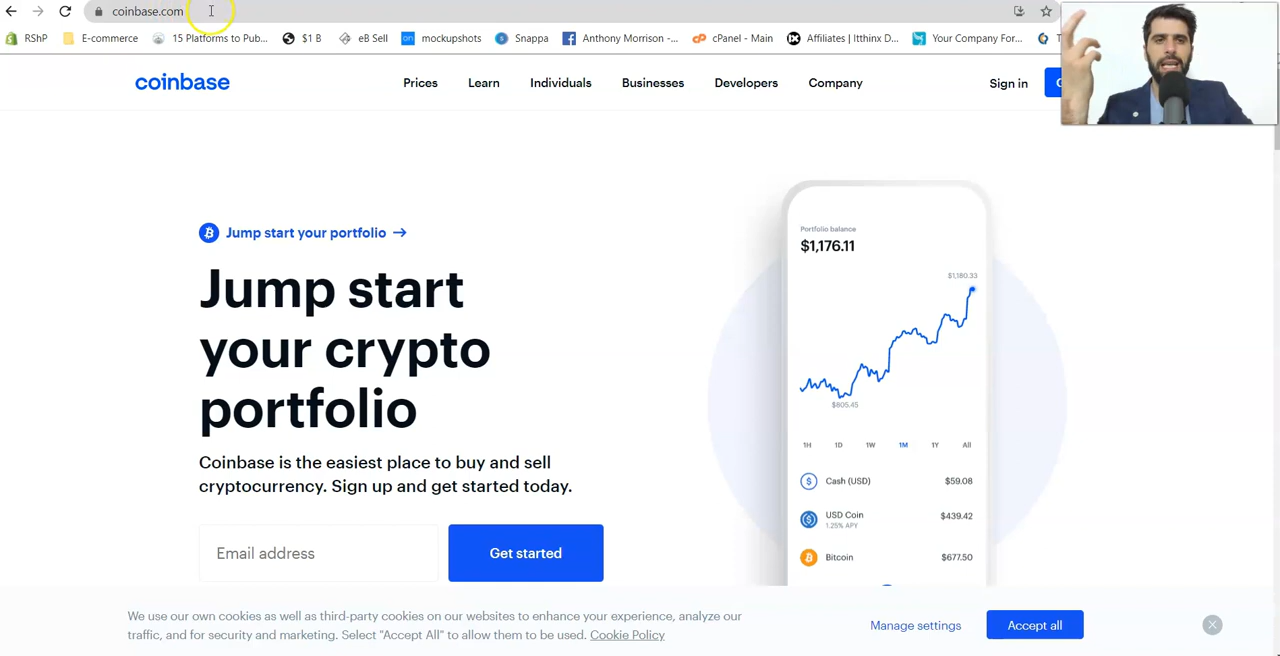 coinbase.com
RShP
E-commerce
15 Platforms to Pub...
$1 B
eB Sell
on
mockupshots
Snappa
Anthony Morrison –...
cPanel - Main
Affiliates | Itthinx D...
Your Company For...
coinbase
Prices
Learn
Individuals
Businesses
Developers
Company
Sign in
Jump start your portfolio →
Jump start
your crypto
portfolio
Coinbase is the easiest place to buy and sell
cryptocurrency. Sign up and get started today.
Email address
Get started
Portfolio balance
$1,176.11
$1,180.33
$805.45
1H 1D 1W 1M 1Y All
Cash (USD) $59.08
USD Coin $439.42
1.25% APY
Bitcoin $677.50
We use our own cookies as well as third-party cookies on our websites to enhance your experience, analyze our
traffic, and for security and marketing. Select "Accept All" to allow them to be used. Cookie Policy
Manage settings
Accept all